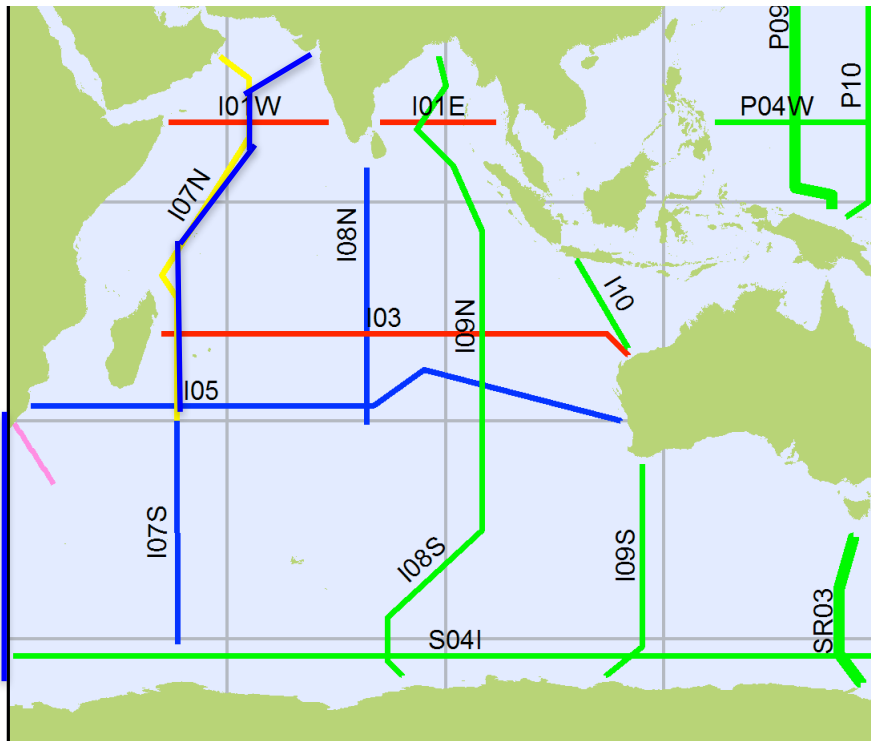 P09
P10
I01W
I01E
P04W
I07N
I08N
I10
I03
I09N
I05
I07S
I08S
I09S
SR03
S04I